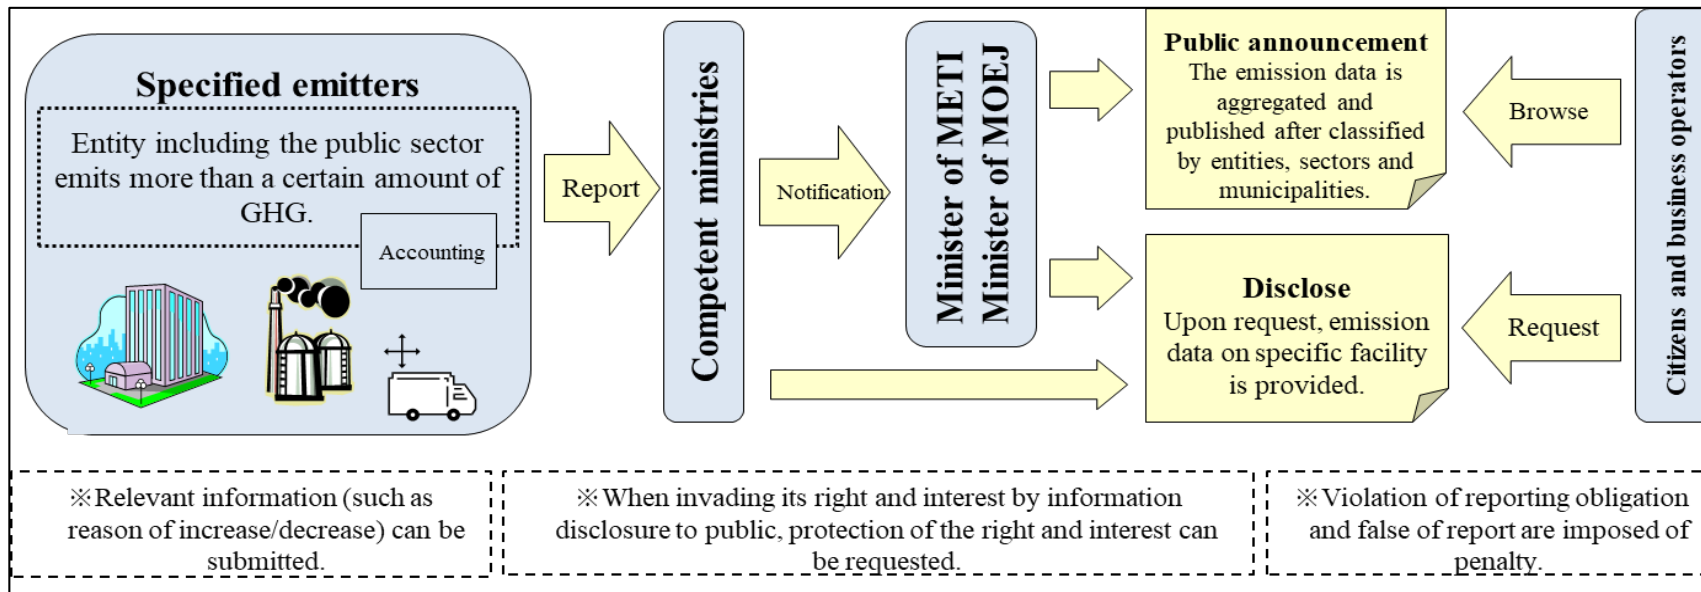 Specified emitters
Entity including the public sector
emits more than a certain amount of
GHG.
Accounting
Report
Competent ministries
Notification
Minister of METI
Minister of MOEJ
Public announcement
The emission data is
aggregated and
published after classified
by entities, sectors and
municipalities.
Disclose
Upon request, emission
data on specific facility
is provided.
Browse
Request
Citizens and business operators
※Relevant information (such as
reason of increase/decrease) can be
submitted.
※When invading its right and interest by information
disclosure to public, protection of the right and interest can
be requested.
※Violation of reporting obligation
and false of report are imposed of
penalty.